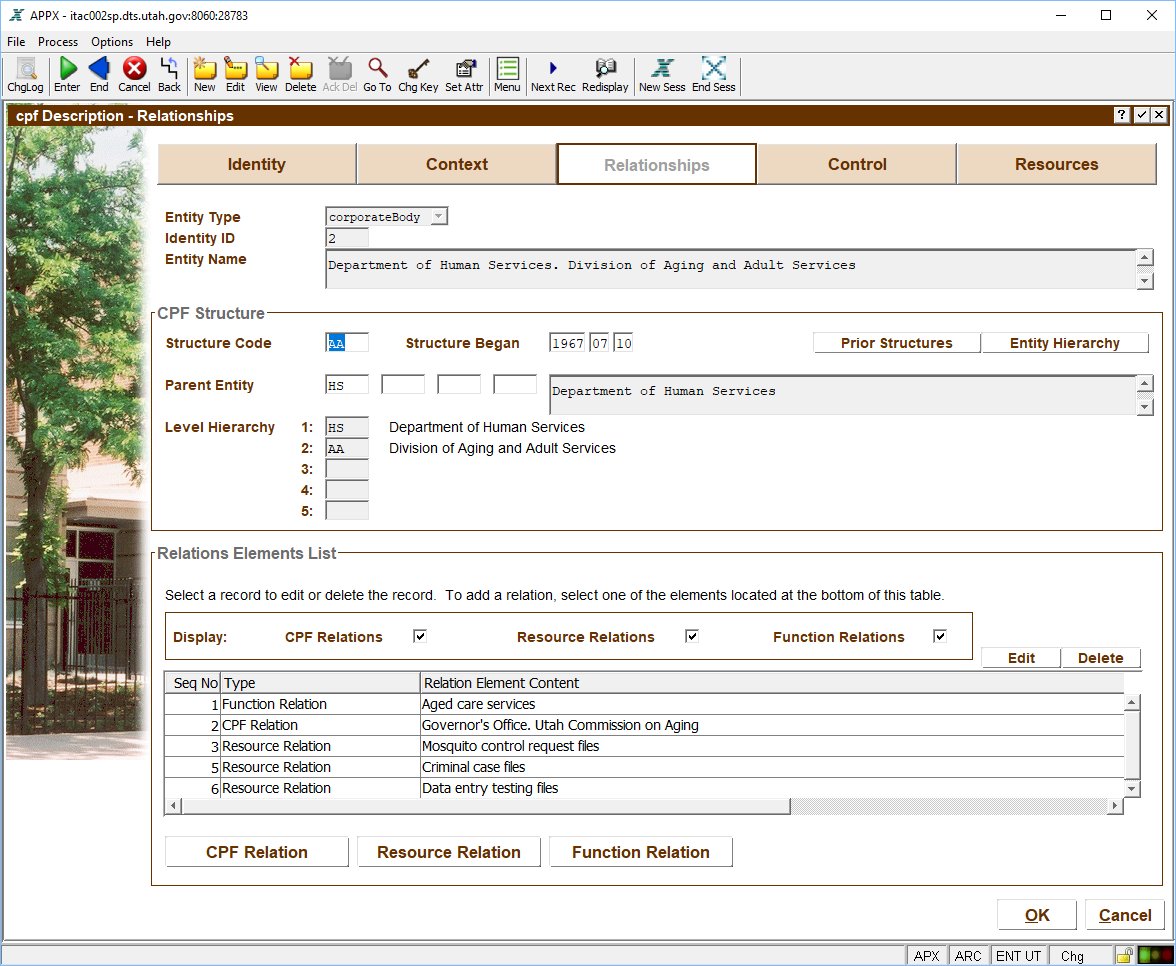 APPX - itac002sp.dts.utah.gov:8060:28783
File Process Options Help
ChgLog Enter End Cancel Back New Edit View Delete Ack Del Go To Chg Key Set Attr Menu Next Rec Redisplay New Sess End Sess
cpf Description - Relationships
Identity Context Relationships Control Resources
Entity Type corporateBody
Identity ID 2
Entity Name Department of Human Services. Division of Aging and Adult Services
CPF Structure
Structure Code AA Structure Began 1967 07 10 Prior Structures Entity Hierarchy
Parent Entity HS Department of Human Services
Level Hierarchy 1: HS Department of Human Services
2: AA Division of Aging and Adult Services
3:
4:
5:
Relations Elements List
Select a record to edit or delete the record. To add a relation, select one of the elements located at the bottom of this table.
Display: CPF Relations Resource Relations Function Relations
Edit Delete
Seq No Type Relation Element Content
1 Function Relation Aged care services
2 CPF Relation Governor's Office. Utah Commission on Aging
3 Resource Relation Mosquito control request files
5 Resource Relation Criminal case files
6 Resource Relation Data entry testing files
CPF Relation Resource Relation Function Relation
OK Cancel
APX ARC ENT UT Chg